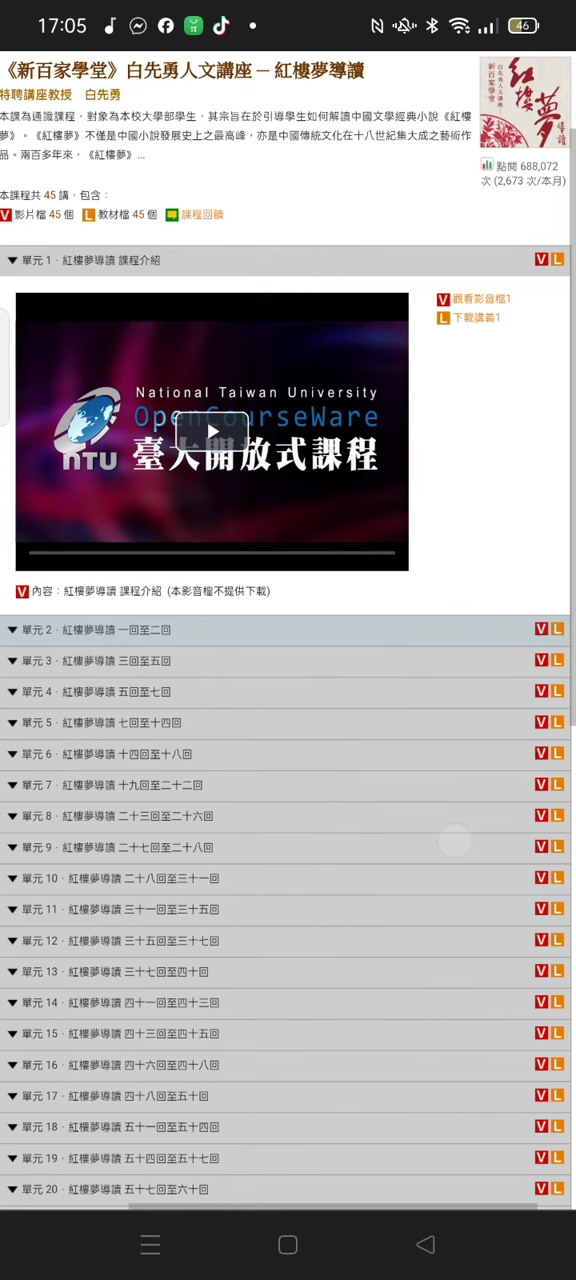 17:05
46
《新百家學堂》白先勇人文講座 ─ 紅樓夢導讀
特聘講座教授　白先勇
本課為通識課程，對象為本校大學部學生，其宗旨在於引導學生如何解讀中國文學經典小說《紅樓
夢》。《紅樓夢》不僅是中國小說發展史上之最高峰，亦是中國傳統文化在十八世紀集大成之藝術作
品。兩百多年來，《紅樓夢》...
新百家學堂
白先勇人文講座
紅樓夢
導讀
點閱 688,072
次 (2,673 次/本月)
本課程共 45 講，包含：
V 影片檔 45 個 L 教材檔 45 個 課程回饋
單元 1‧紅樓夢導讀 課程介紹 V L
V 觀看影音檔1
L 下載講義1
National Taiwan University
OpenCourseWare
NTU 臺大開放式課程
V 內容：紅樓夢導讀 課程介紹 (本影音檔不提供下載)
單元 2‧紅樓夢導讀 一回至二回 V L
單元 3‧紅樓夢導讀 三回至五回 V L
單元 4‧紅樓夢導讀 五回至七回 V L
單元 5‧紅樓夢導讀 七回至十四回 V L
單元 6‧紅樓夢導讀 十四回至十八回 V L
單元 7‧紅樓夢導讀 十九回至二十二回 V L
單元 8‧紅樓夢導讀 二十三回至二十六回 V L
單元 9‧紅樓夢導讀 二十七回至二十八回 V L
單元 10‧紅樓夢導讀 二十八回至三十一回 V L
單元 11‧紅樓夢導讀 三十一回至三十五回 V L
單元 12‧紅樓夢導讀 三十五回至三十七回 V L
單元 13‧紅樓夢導讀 三十七回至四十回 V L
單元 14‧紅樓夢導讀 四十一回至四十三回 V L
單元 15‧紅樓夢導讀 四十三回至四十五回 V L
單元 16‧紅樓夢導讀 四十六回至四十八回 V L
單元 17‧紅樓夢導讀 四十八回至五十回 V L
單元 18‧紅樓夢導讀 五十一回至五十四回 V L
單元 19‧紅樓夢導讀 五十四回至五十七回 V L
單元 20‧紅樓夢導讀 五十七回至六十回 V L